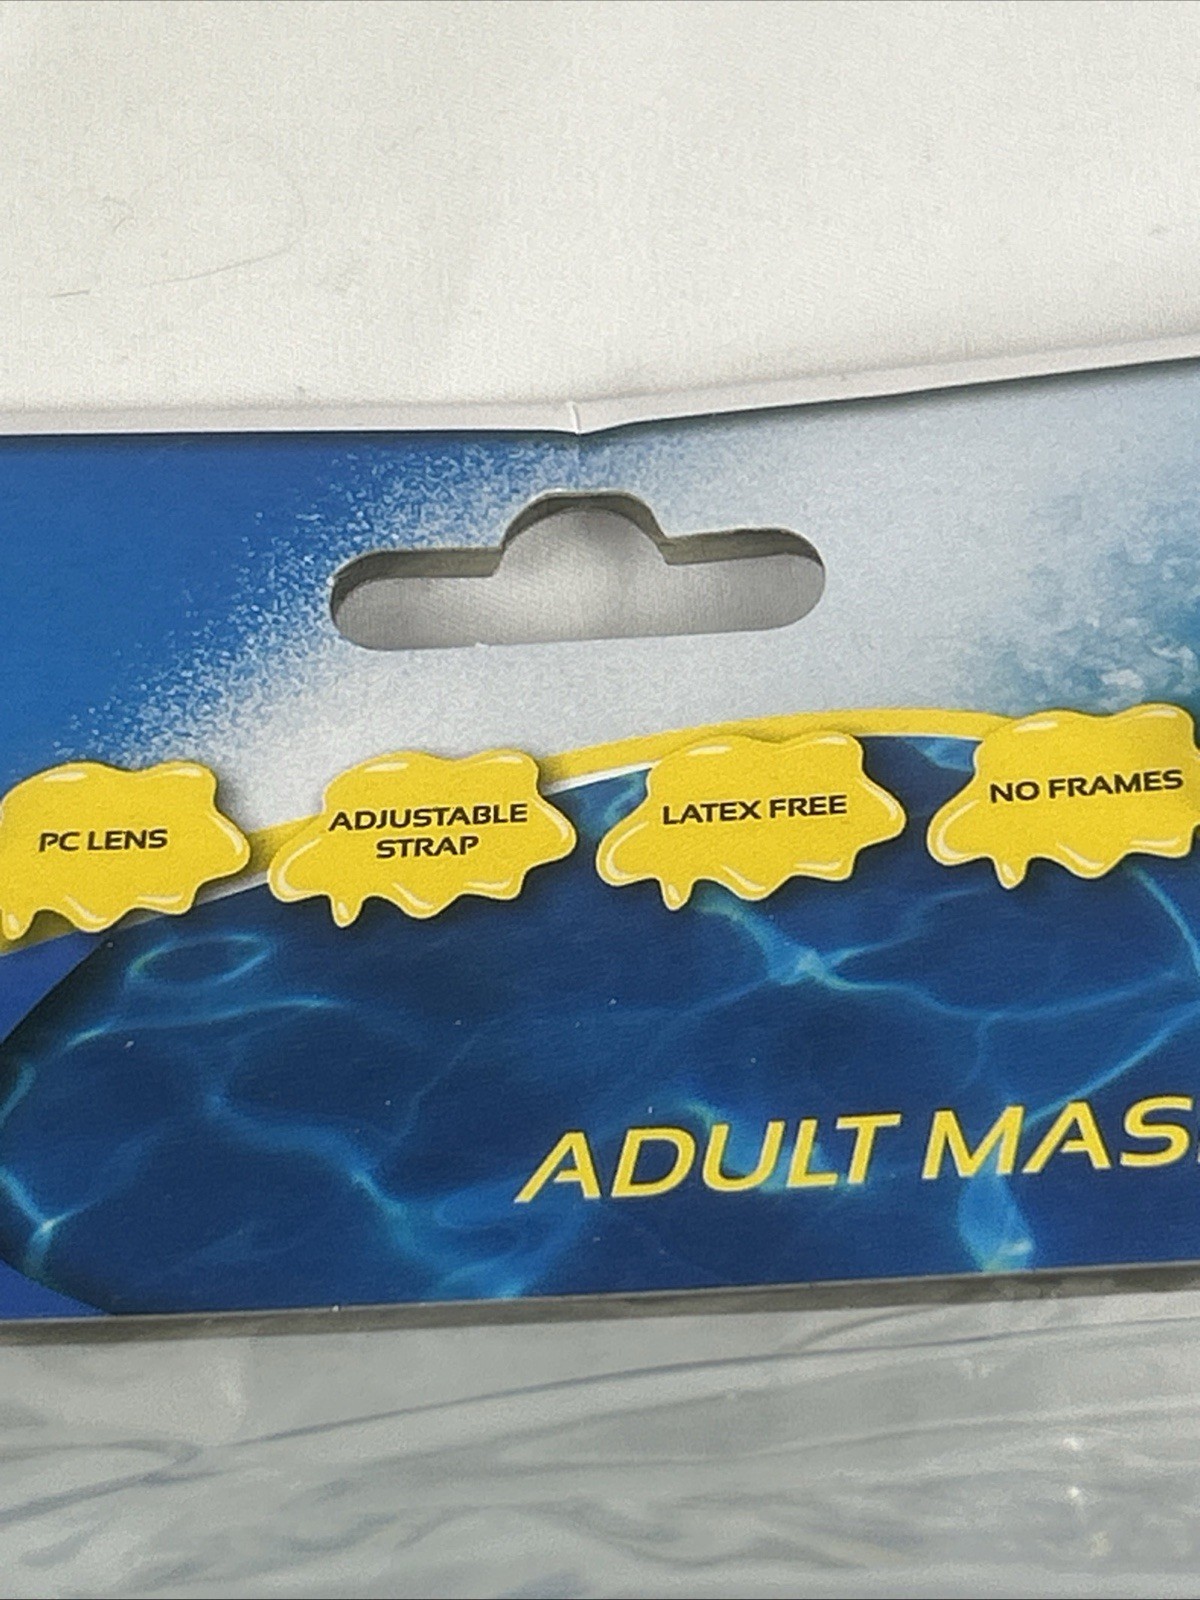 PC LENS
ADJUSTABLE
STRAP
LATEX FREE
NO FRAMES
ADULT MAS